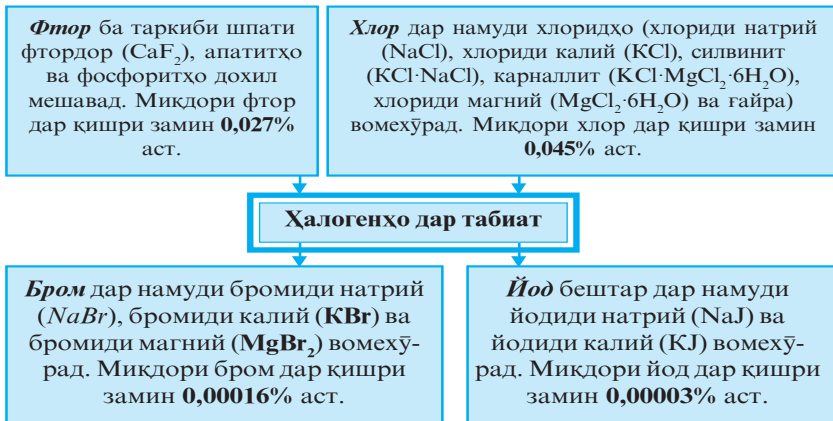 Фтор ба таркиби шпати
фтордор (CaF₂), апатитҳо
ва фосфоритҳо дохил
мешавад. Миқдори фтор
дар қишри замин 0,027%
аст.
Хлор дар намуди хлоридҳо (хлориди натрий
(NaCl), хлориди калий (KCl), силвинит
(KCl·NaCl), карналлит (KCl·MgCl₂·6H₂O),
хлориди магний (MgCl₂·6H₂O) ва ғайра)
вомехӯрад. Миқдори хлор дар қишри замин
0,045% аст.
Ҳалогенҳо дар табиат
Бром дар намуди бромиди натрий
(NaBr), бромиди калий (KBr) ва
бромиди магний (MgBr₂) вомехӯ-
рад. Миқдори бром дар қишри
замин 0,00016% аст.
Йод бештар дар намуди
йодиди натрий (NaJ) ва
йодиди калий (KJ) вомехӯ-
рад. Миқдори йод дар қишри
замин 0,00003% аст.